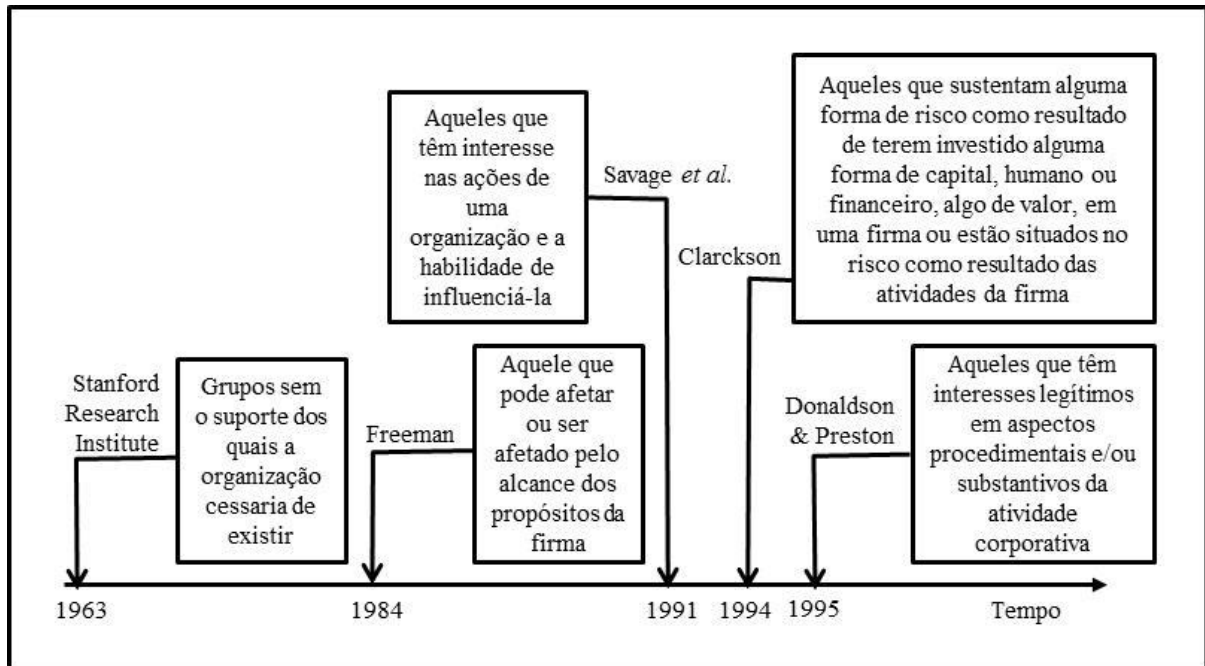 Aqueles que
têm interesse
nas ações de
uma
organização e a
habilidade de
influenciá-la
Savage et al.
Aqueles que sustentam alguma
forma de risco como resultado
de terem investido alguma
forma de capital, humano ou
financeiro, algo de valor, em
uma firma ou estão situados no
risco como resultado das
atividades da firma
Clarckson
Stanford
Research
Institute
Grupos sem
o suporte dos
quais a
organização
cessaria de
existir
Freeman
Aquele que
pode afetar
ou ser
afetado pelo
alcance dos
propósitos da
firma
Donaldson
& Preston
Aqueles que têm
interesses legítimos
em aspectos
procedimentais e/ou
substantivos da
atividade
corporativa
1963
1984
1991
1994
1995
Tempo